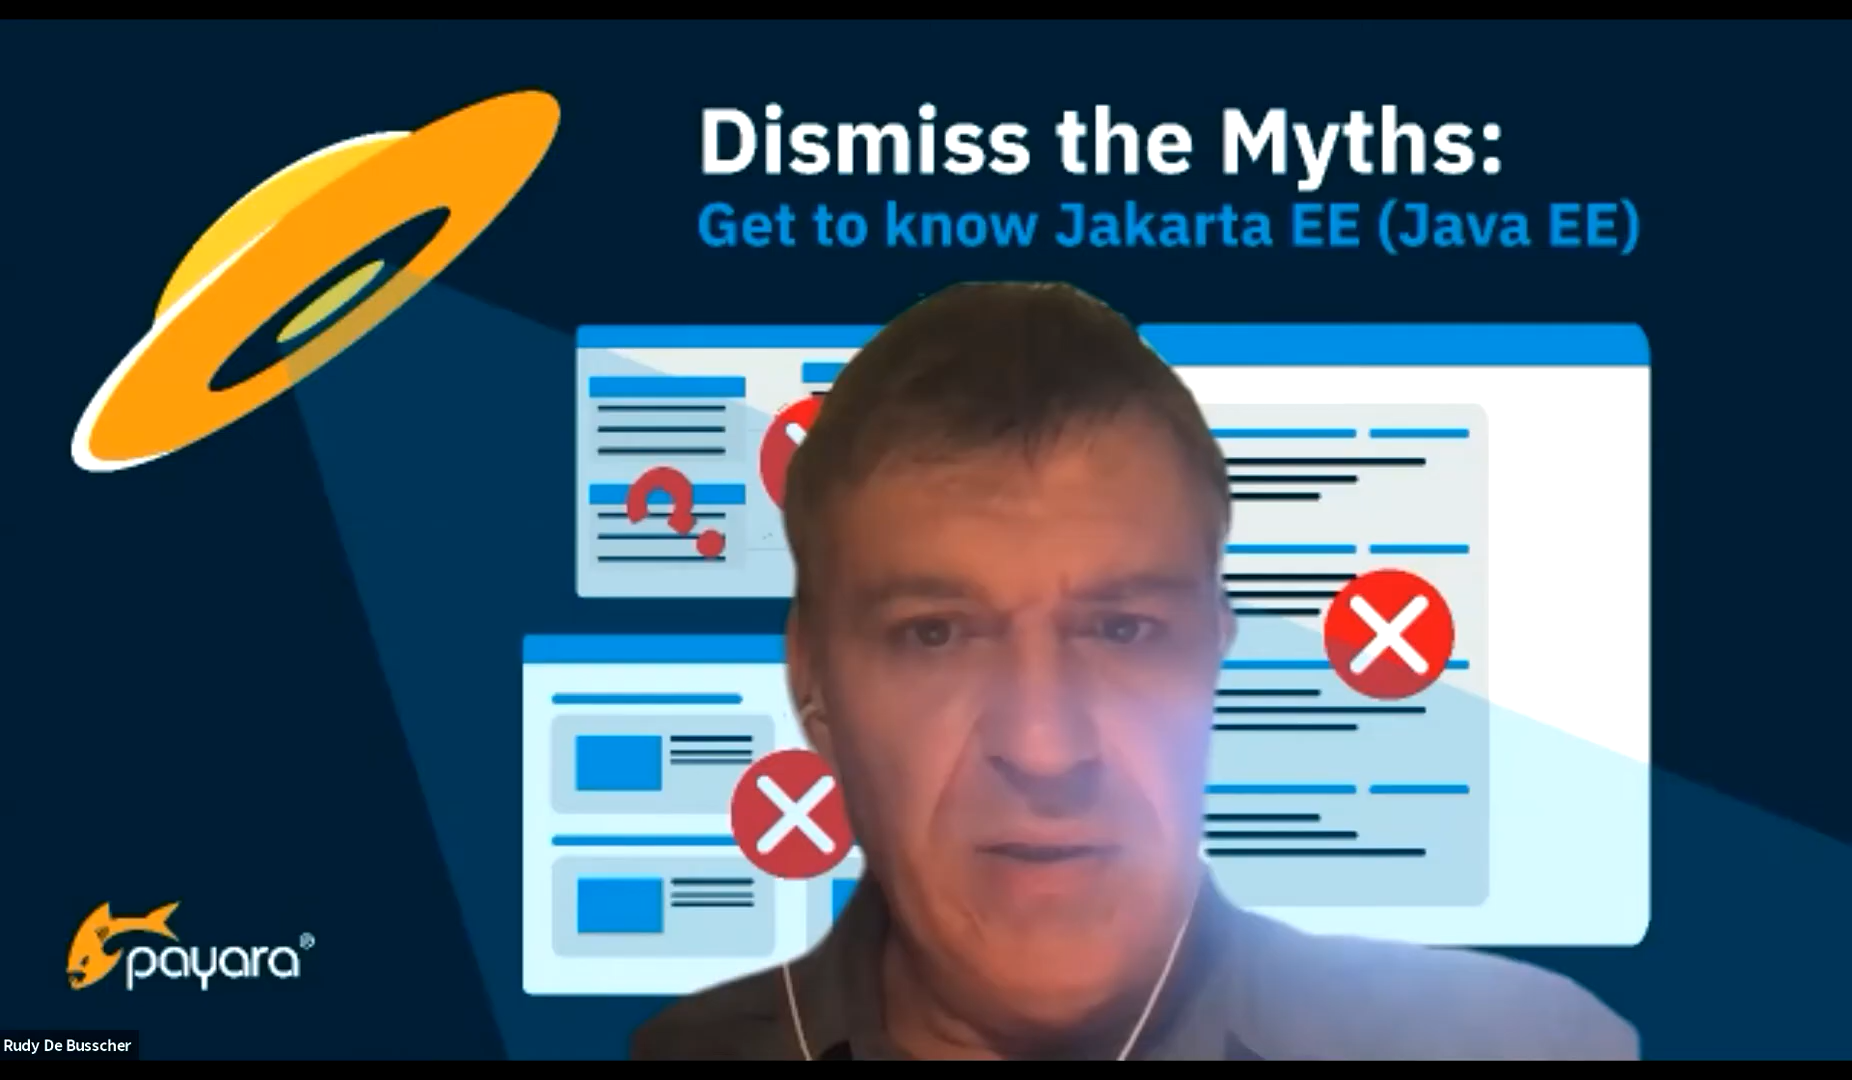 Dismiss the Myths:
Get to know Jakarta EE (Java EE)
payara®
Rudy De Busscher